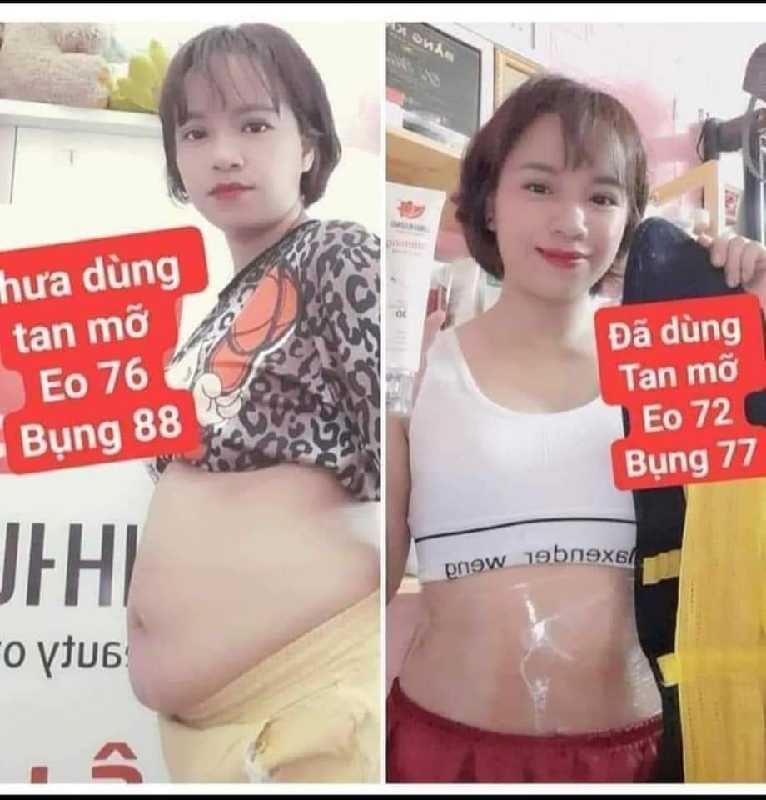 hưa dùng
tan mỡ
Eo 76
Bụng 88
Đã dùng
Tan mỡ
Eo 72
Bụng 77
BẢNG
laxender weng
eauty